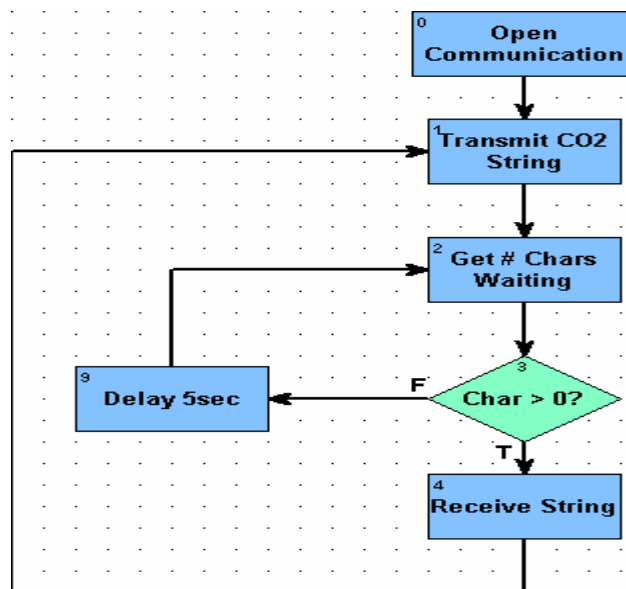 0
Open
Communication
1
Transmit CO2
String
2
Get # Chars
Waiting
3
Char > 0?
F
T
9
Delay 5sec
4
Receive String